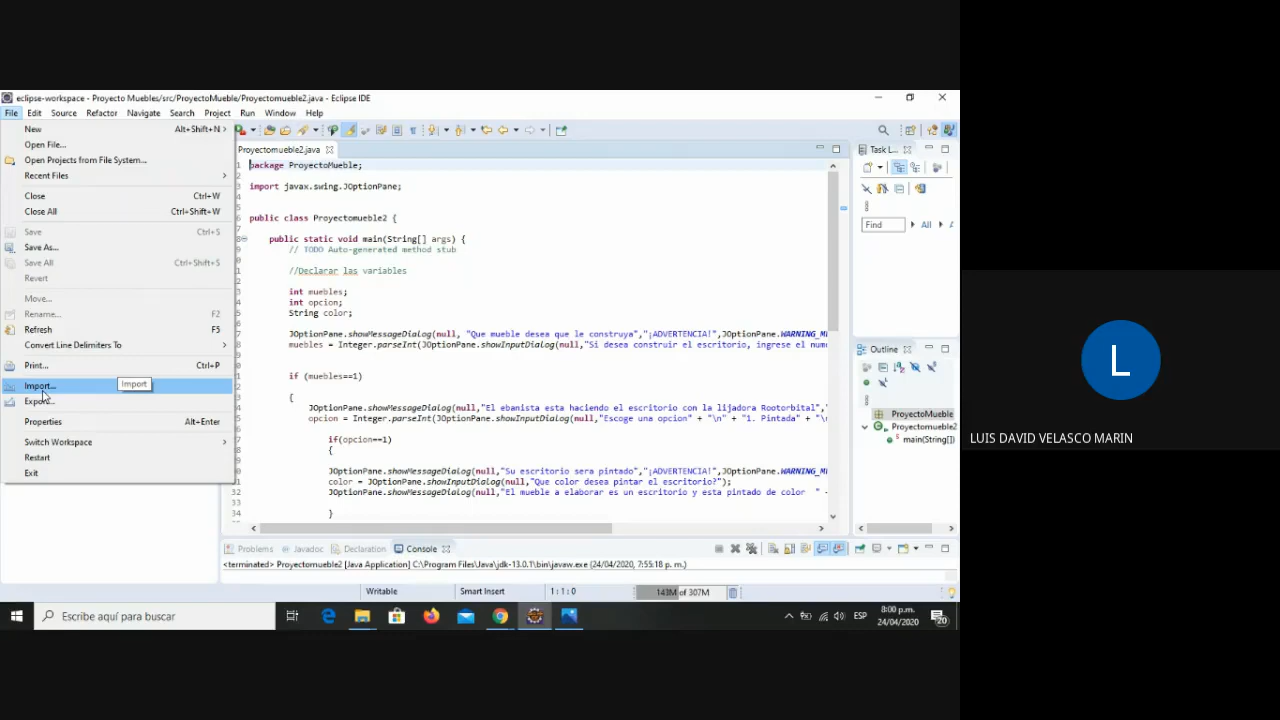 eclipse-workspace - Proyecto Muebles/src/ProyectoMueble/Proyectomueble2.java - Eclipse IDE
File Edit Source Refactor Navigate Search Project Run Window Help
New Alt+Shift+N >
Open File...
Open Projects from File System...
Recent Files >
Close Ctrl+W
Close All Ctrl+Shift+W
Save Ctrl+S
Save As...
Save All Ctrl+Shift+S
Revert
Move...
Rename... F2
Refresh F5
Convert Line Delimiters To >
Print... Ctrl+P
Import...
Import
Export...
Properties Alt+Enter
Switch Workspace >
Restart
Exit
Proyectomueble2.java
package ProyectoMueble;
import javax.swing.JOptionPane;
public class Proyectomueble2 {
public static void main(String[] args) {
// TODO Auto-generated method stub
//Declarar las variables
int muebles;
int opcion;
String color;
JOptionPane.showMessageDialog(null, "Que mueble desea que le construya","¡ADVERTENCIA!",JOptionPane.WARNING_M
muebles = Integer.parseInt(JOptionPane.showInputDialog(null,"Si desea construir el escritorio, ingrese el num
if (muebles==1)
{
JOptionPane.showMessageDialog(null,"El ebanista esta haciendo el escritorio con la lijadora Rootorbital","
opcion = Integer.parseInt(JOptionPane.showInputDialog(null,"Escoge una opcion" + "\n" + "1. Pintada" + "\
if(opcion==1)
{
JOptionPane.showMessageDialog(null,"Su escritorio sera pintado","¡ADVERTENCIA!",JOptionPane.WARNING_M
color = JOptionPane.showInputDialog(null,"Que color desea pintar el escritorio?");
JOptionPane.showMessageDialog(null,"El mueble a elaborar es un escritorio y esta pintado de color " +
}
Task L...
Find All
Outline
ProyectoMueble
Proyectomueble2
main(String[])
Problems Javadoc Declaration Console
<terminated> Proyectomueble2 [Java Application] C:\Program Files\Java\jdk-13.0.1\bin\javaw.exe (24/04/2020, 7:55:18 p. m.)
Writable Smart Insert 1 : 1 : 0 143M of 307M
Escribe aquí para buscar
ESP
8:00 p.m.
24/04/2020
20
L
LUIS DAVID VELASCO MARIN